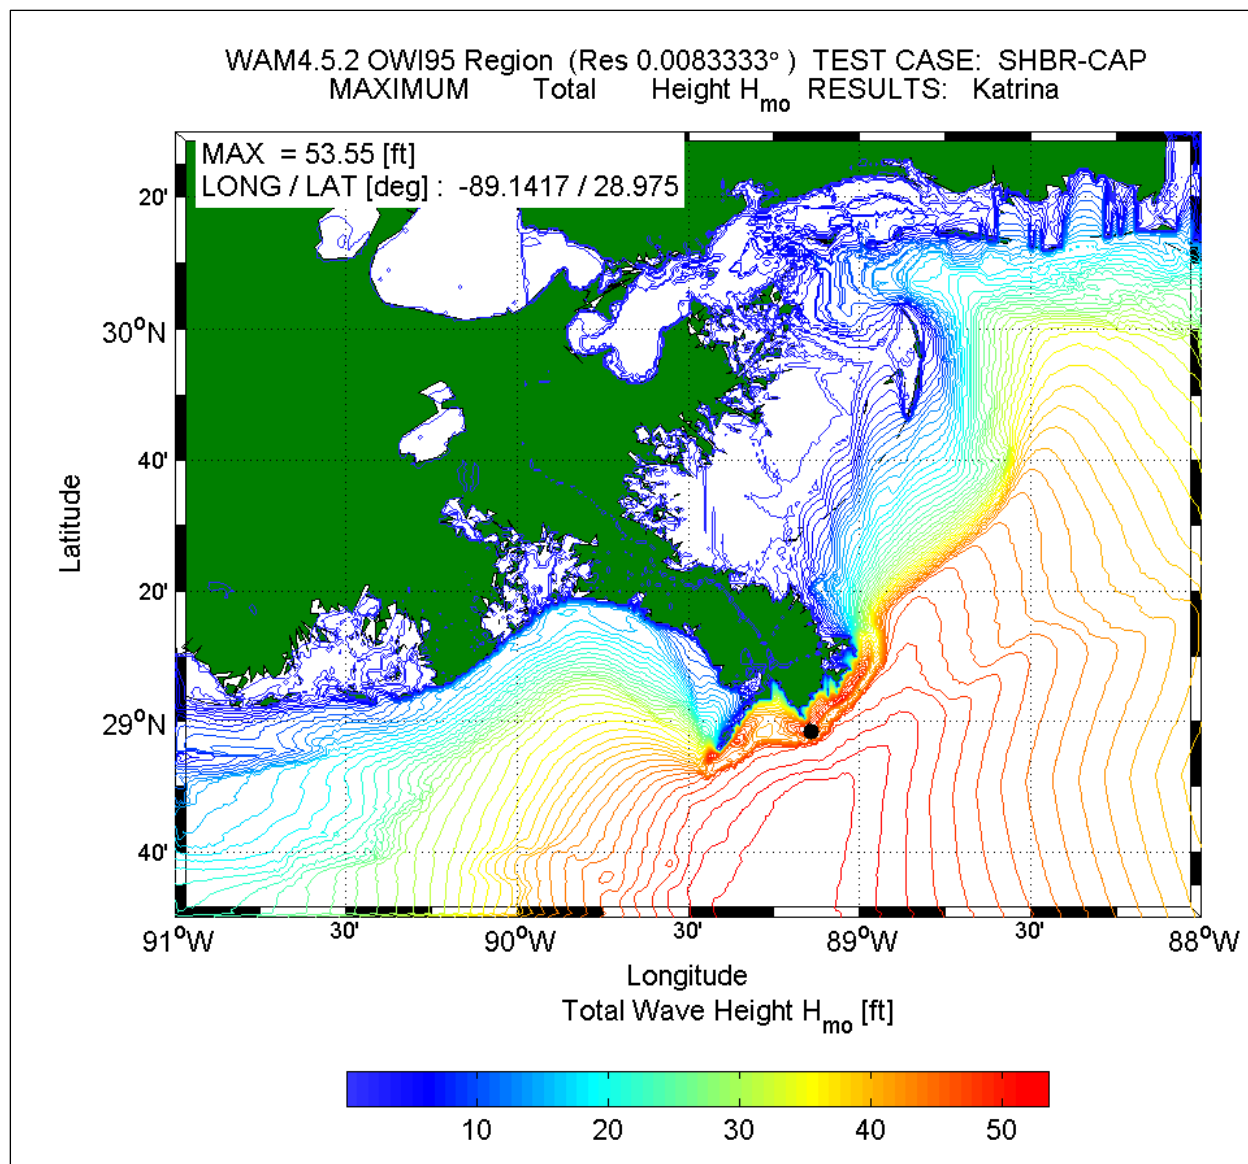 WAM4.5.2 OWI95 Region (Res 0.0083333° ) TEST CASE: SHBR-CAP
MAXIMUM Total Height Hmo RESULTS: Katrina
MAX = 53.55 [ft]
LONG / LAT [deg] : -89.1417 / 28.975
20'
30°N
40'
20'
29°N
40'
Latitude
91°W 30' 90°W 30' 89°W 30' 88°W
Longitude
Total Wave Height Hmo [ft]
10 20 30 40 50